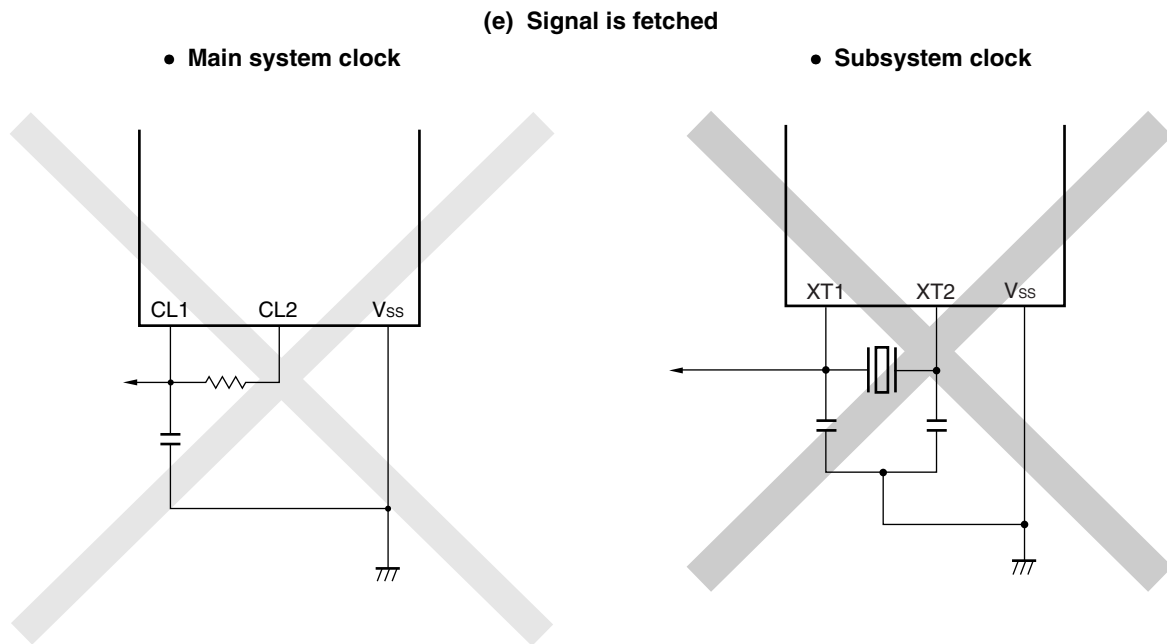 (e) Signal is fetched
● Main system clock
● Subsystem clock
CL1 CL2 VSS
XT1 XT2 VSS